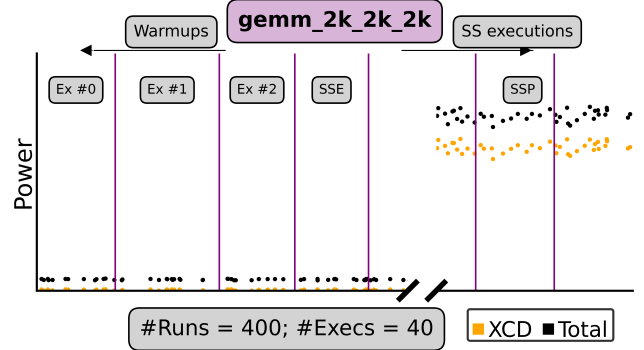 gemm_2k_2k_2k
Warmups
SS executions
Ex #0
Ex #1
Ex #2
SSE
SSP
Power
#Runs = 400; #Execs = 40
XCD
Total